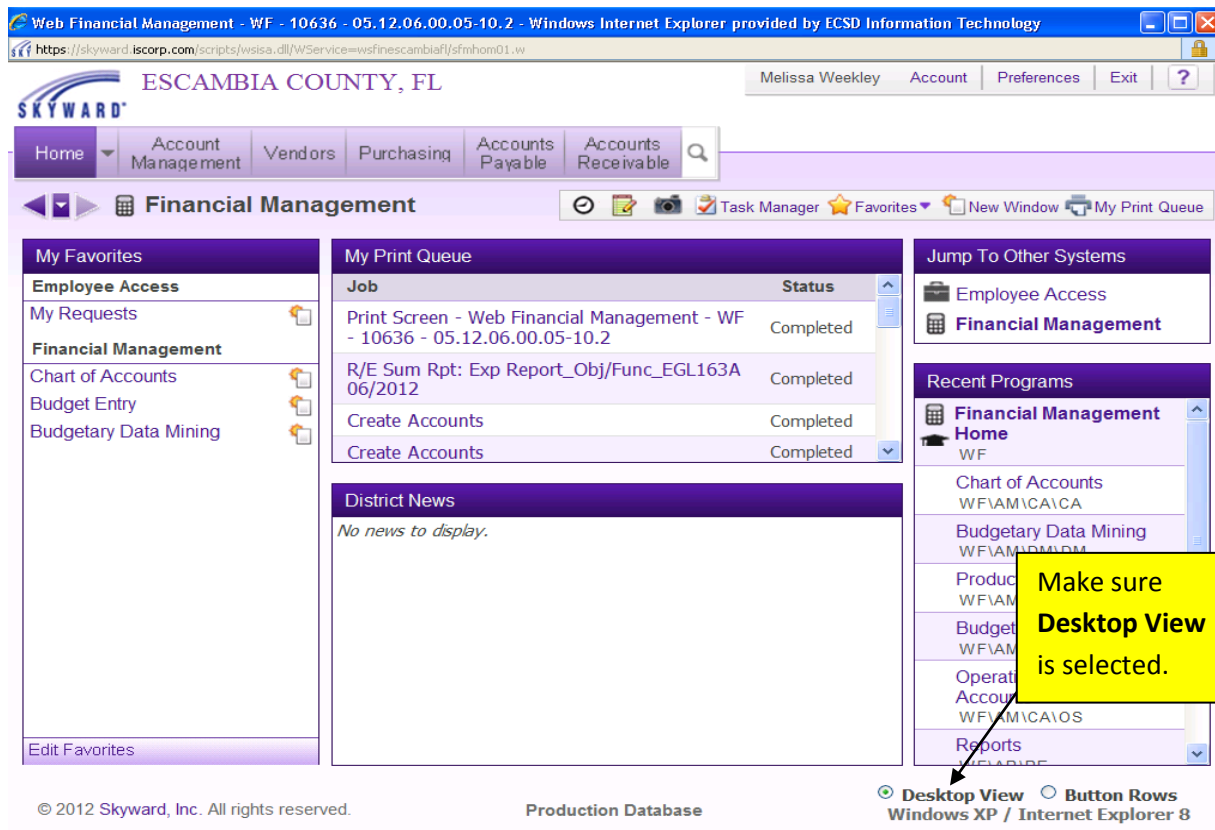 Web Financial Management - WF - 10636 - 05.12.06.00.05-10.2 - Windows Internet Explorer provided by ECSD Information Technology
https://skyward.iscorp.com/scripts/wsisa.dll/WService=wsfinescambiafl/sfmhom01.w
SKYWARD
ESCAMBIA COUNTY, FL
Melissa Weekley Account Preferences Exit ?
Home
Account
Management
Vendors
Purchasing
Accounts
Payable
Accounts
Receivable
Financial Management
Task Manager Favorites New Window My Print Queue
My Favorites
Employee Access
My Requests
Financial Management
Chart of Accounts
Budget Entry
Budgetary Data Mining
Edit Favorites
My Print Queue
Job Status
Print Screen - Web Financial Management - WF
- 10636 - 05.12.06.00.05-10.2
Completed
R/E Sum Rpt: Exp Report_Obj/Func_EGL163A
06/2012
Completed
Create Accounts Completed
Create Accounts Completed
District News
No news to display.
Jump To Other Systems
Employee Access
Financial Management
Recent Programs
Financial Management
Home
WF
Chart of Accounts
WF\AM\CA\CA
Budgetary Data Mining
WF\AM\DM\DM
Produc
WF\AM
Budget
WF\AM
Operati
Accoun
WF\AM\CA\OS
Reports
Make sure
Desktop View
is selected.
© 2012 Skyward, Inc. All rights reserved.
Production Database
Desktop View Button Rows
Windows XP / Internet Explorer 8